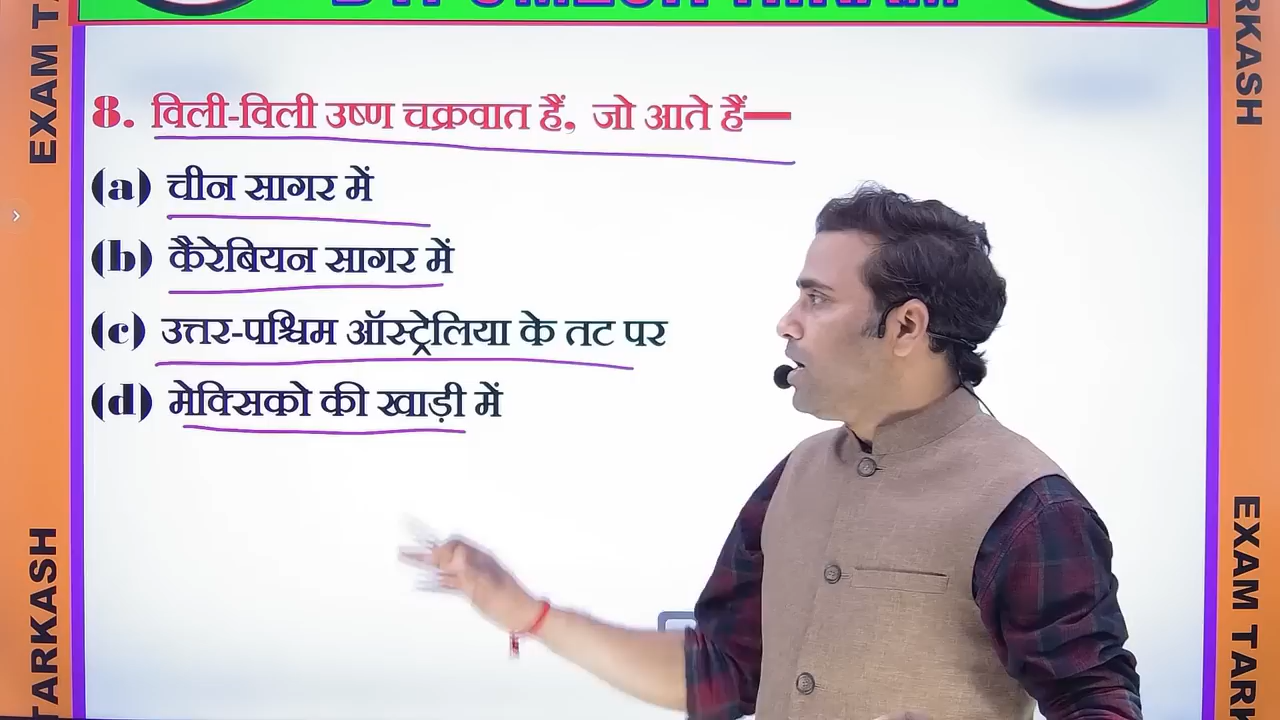 EXAM TARKASH
8. विली-विली उष्ण चक्रवात हैं, जो आते हैं—
(a) चीन सागर में
(b) कैरेबियन सागर में
(c) उत्तर-पश्चिम ऑस्ट्रेलिया के तट पर
(d) मेक्सिको की खाड़ी में
TARKASH
EXAM